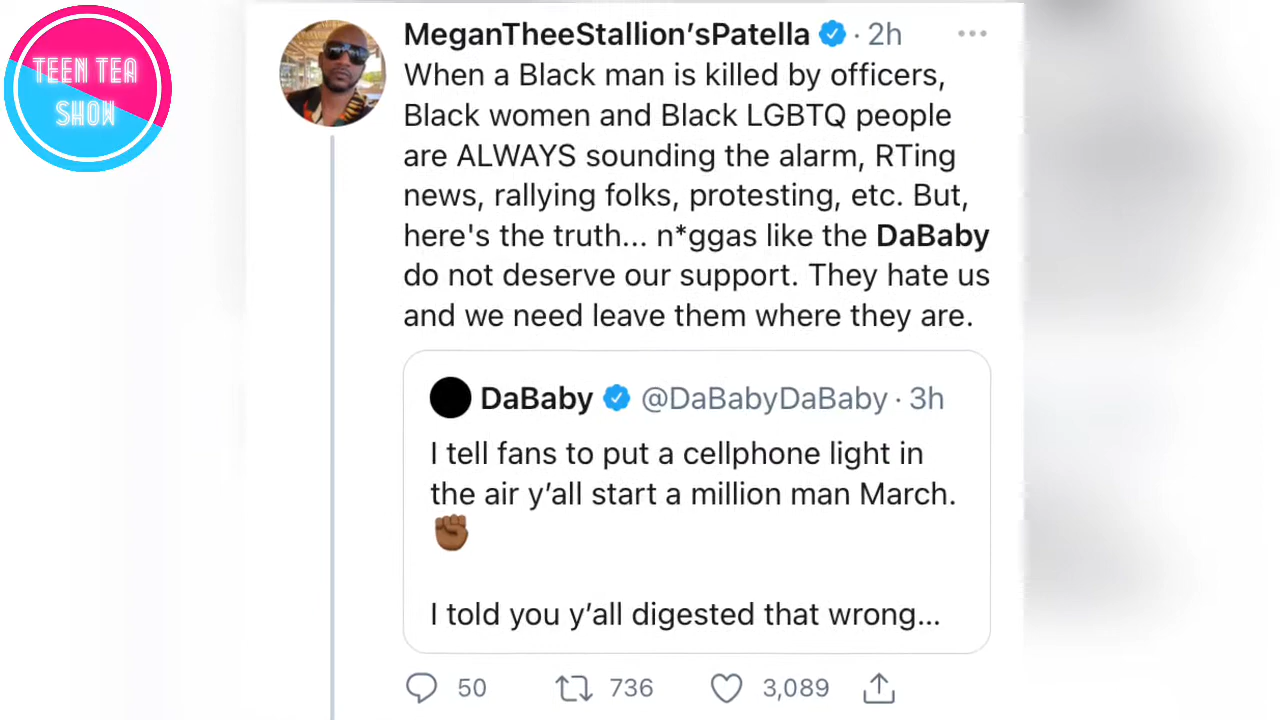 TEEN TEA
SHOW
MeganTheeStallion'sPatella · 2h
When a Black man is killed by officers,
Black women and Black LGBTQ people
are ALWAYS sounding the alarm, RTing
news, rallying folks, protesting, etc. But,
here's the truth... n*ggas like the DaBaby
do not deserve our support. They hate us
and we need leave them where they are.
DaBaby @DaBabyDaBaby · 3h
I tell fans to put a cellphone light in
the air y'all start a million man March.
✊🏾
I told you y'all digested that wrong...
50 736 3,089